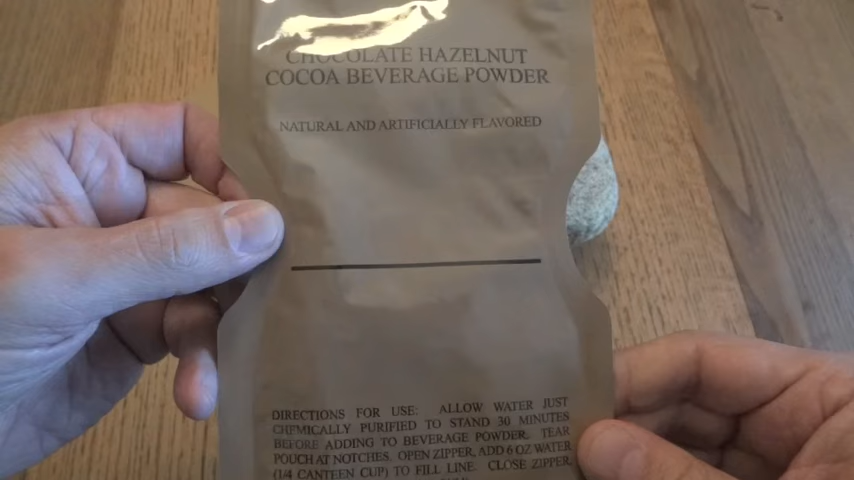 CHOCOLATE HAZELNUT
COCOA BEVERAGE POWDER
NATURAL AND ARTIFICIALLY FLAVORED
DIRECTIONS FOR USE: ALLOW WATER JUST
CHEMICALLY PURIFIED TO STAND 30 MINUTES
BEFORE ADDING TO BEVERAGE POWDER. TEAR
POUCH AT NOTCHES. OPEN ZIPPER, ADD 6 OZ WATER
(1/4 CANTEEN CUP) TO FILL LINE. CLOSE ZIPPER,